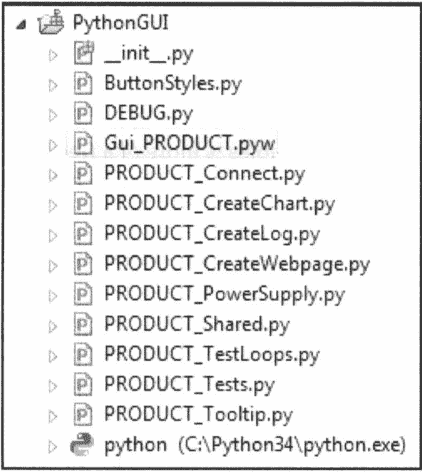 PythonGUI
__init__.py
ButtonStyles.py
DEBUG.py
Gui_PRODUCT.pyw
PRODUCT_Connect.py
PRODUCT_CreateChart.py
PRODUCT_CreateLog.py
PRODUCT_CreateWebpage.py
PRODUCT_PowerSupply.py
PRODUCT_Shared.py
PRODUCT_TestLoops.py
PRODUCT_Tests.py
PRODUCT_Tooltip.py
python (C:\Python34\python.exe)